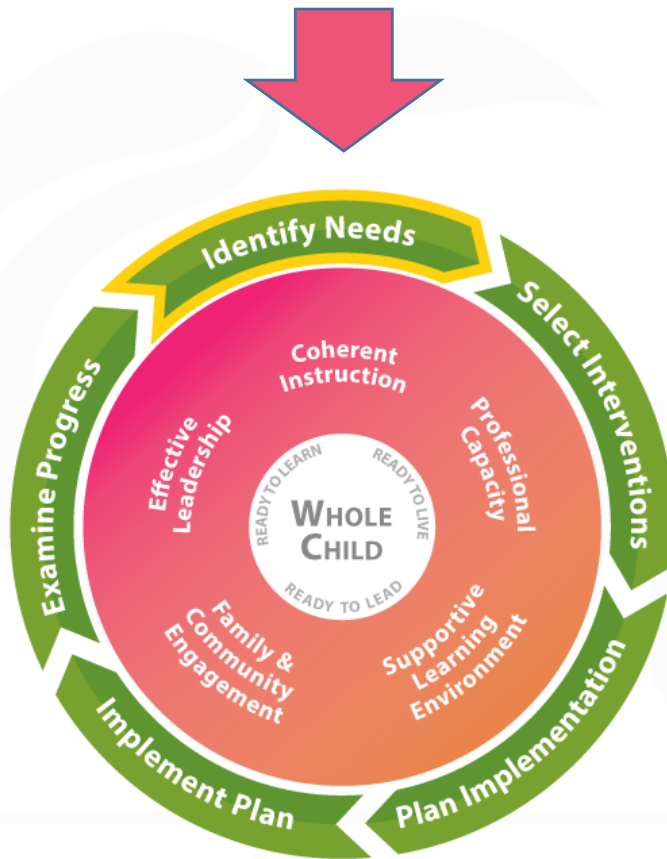 Identify Needs
Select Interventions
Plan Implementation
Implement Plan
Examine Progress
Coherent
Instruction
Professional
Capacity
Supportive
Learning
Environment
Family &
Community
Engagement
Effective
Leadership
READY TO LEARN
READY TO LIVE
READY TO LEAD
WHOLE
CHILD